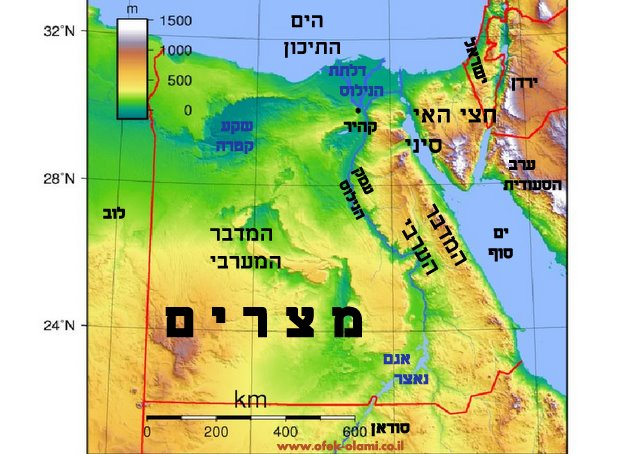 m
1500
1000
500
0
32°N
28°N
24°N
הים
התיכון
ישראל
ירדן
דלתת
הנילוס
קהיר
שקע
קטרה
חצי האי
סיני
ערב
הסעודית
עמק
הנילוס
לוב
המדבר
המערבי
המדבר
הערבי
ים
סוף
מצרים
אגם
נאצר
km
0 200 400 600
סודאן
www.ofek-olami.co.il